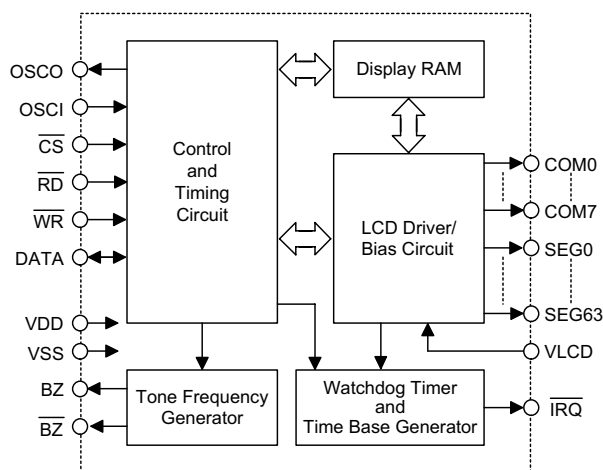 OSCO
OSCI
CS
RD
WR
DATA
VDD
VSS
BZ
BZ
Control
and
Timing
Circuit
Display RAM
LCD Driver/
Bias Circuit
Tone Frequency
Generator
Watchdog Timer
and
Time Base Generator
COM0
COM7
SEG0
SEG63
VLCD
IRQ